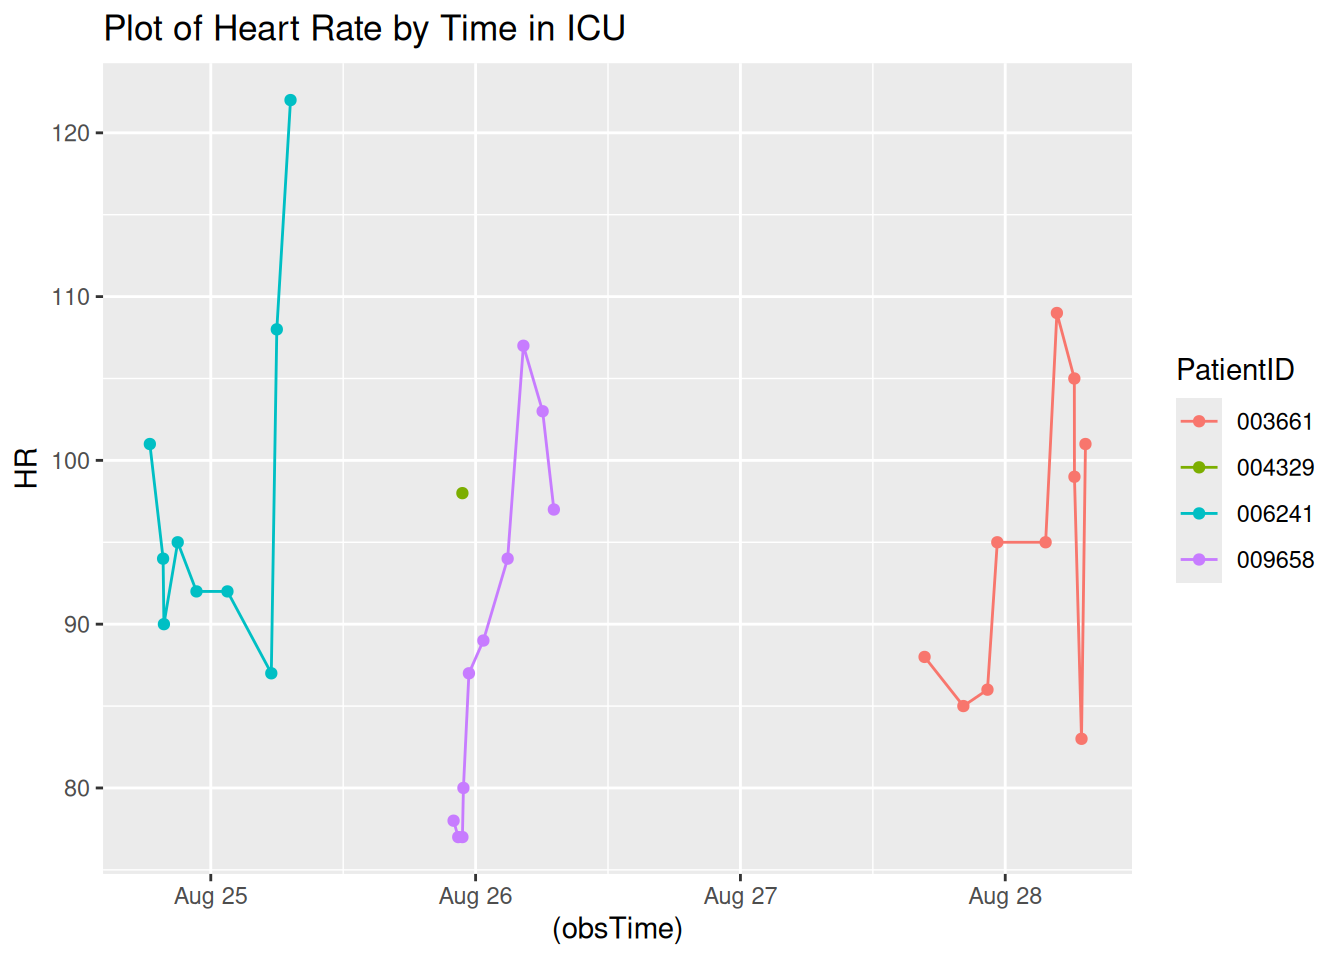 Plot of Heart Rate by Time in ICU
120
110
100
90
80
HR
Aug 25
Aug 26
Aug 27
Aug 28
(obsTime)
PatientID
003661
004329
006241
009658